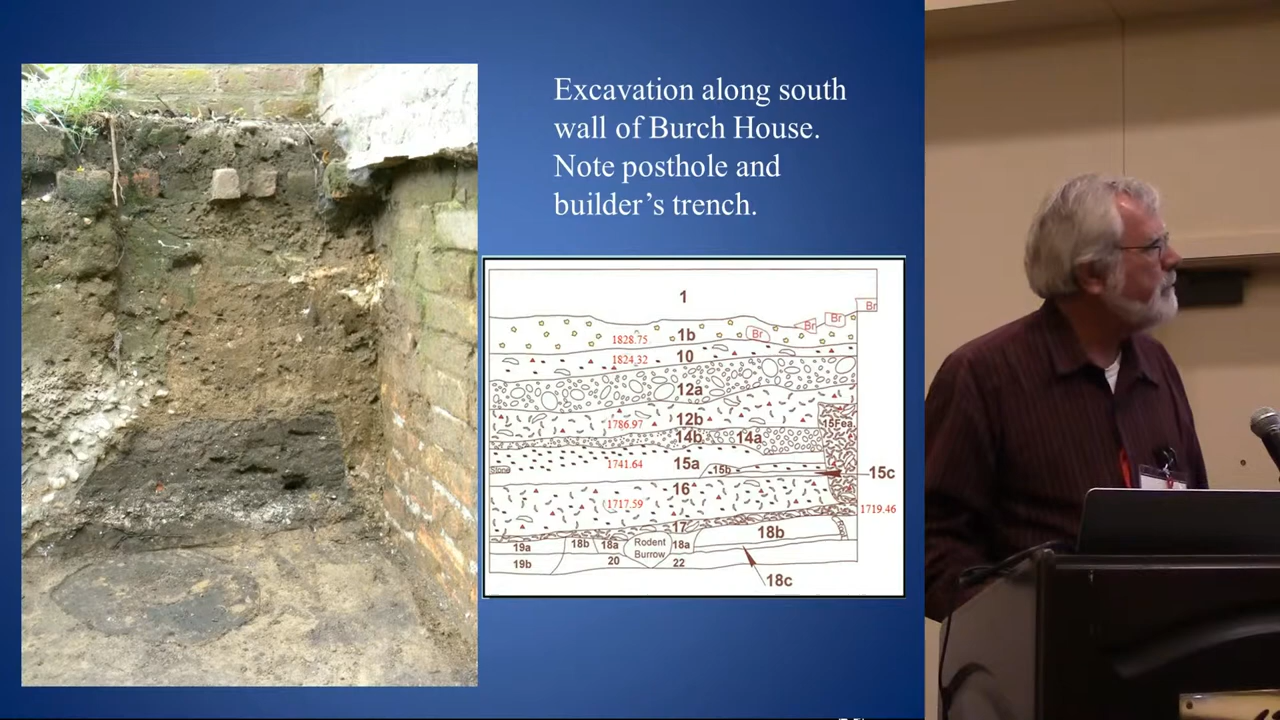 Excavation along south
wall of Burch House.
Note posthole and
builder’s trench.
1
Br
Br
Br
Br
1b
1828.75
10
1824.32
12a
12b
1786.97
14b
14a
15Fea.
15a
1741.64
15b
15c
Stone
16
1717.59
1719.46
17
18b
18b
18a
Rodent
Burrow
18a
19a
19b
20
22
18c